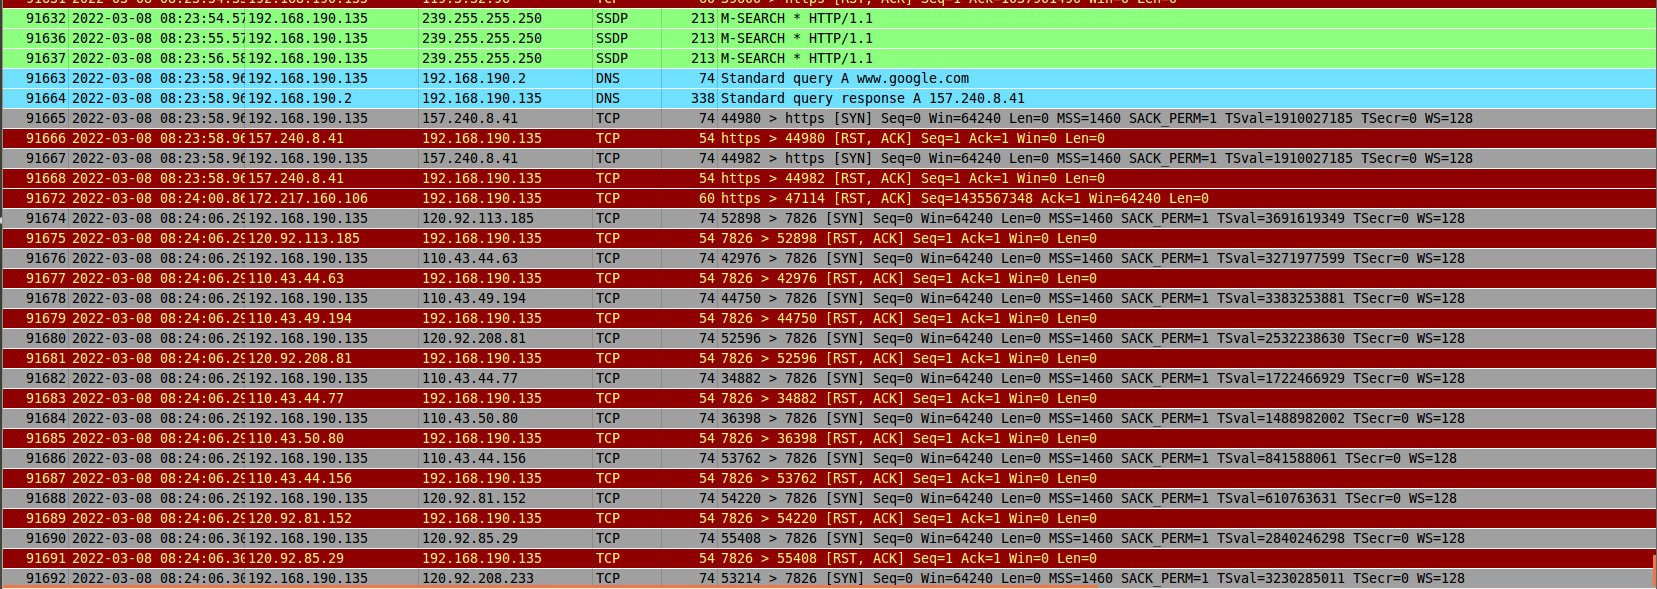 91632 2022-03-08 08:23:54.57 192.168.190.135 239.255.255.250 SSDP 213 M-SEARCH * HTTP/1.1
91636 2022-03-08 08:23:55.57 192.168.190.135 239.255.255.250 SSDP 213 M-SEARCH * HTTP/1.1
91637 2022-03-08 08:23:56.58 192.168.190.135 239.255.255.250 SSDP 213 M-SEARCH * HTTP/1.1
91663 2022-03-08 08:23:58.96 192.168.190.135 192.168.190.2 DNS 74 Standard query A www.google.com
91664 2022-03-08 08:23:58.96 192.168.190.2 192.168.190.135 DNS 338 Standard query response A 157.240.8.41
91665 2022-03-08 08:23:58.96 192.168.190.135 157.240.8.41 TCP 74 44980 > https [SYN] Seq=0 Win=64240 Len=0 MSS=1460 SACK_PERM=1 TSval=1910027185 TSecr=0 WS=128
91666 2022-03-08 08:23:58.96 157.240.8.41 192.168.190.135 TCP 54 https > 44980 [RST, ACK] Seq=1 Ack=1 Win=0 Len=0
91667 2022-03-08 08:23:58.96 192.168.190.135 157.240.8.41 TCP 74 44982 > https [SYN] Seq=0 Win=64240 Len=0 MSS=1460 SACK_PERM=1 TSval=1910027185 TSecr=0 WS=128
91668 2022-03-08 08:23:58.96 157.240.8.41 192.168.190.135 TCP 54 https > 44982 [RST, ACK] Seq=1 Ack=1 Win=0 Len=0
91672 2022-03-08 08:24:00.86 172.217.160.106 192.168.190.135 TCP 60 https > 47114 [RST, ACK] Seq=1435567348 Ack=1 Win=64240 Len=0
91674 2022-03-08 08:24:06.29 192.168.190.135 120.92.113.185 TCP 74 52898 > 7826 [SYN] Seq=0 Win=64240 Len=0 MSS=1460 SACK_PERM=1 TSval=3691619349 TSecr=0 WS=128
91675 2022-03-08 08:24:06.29 120.92.113.185 192.168.190.135 TCP 54 7826 > 52898 [RST, ACK] Seq=1 Ack=1 Win=0 Len=0
91676 2022-03-08 08:24:06.29 192.168.190.135 110.43.44.63 TCP 74 42976 > 7826 [SYN] Seq=0 Win=64240 Len=0 MSS=1460 SACK_PERM=1 TSval=3271977599 TSecr=0 WS=128
91677 2022-03-08 08:24:06.29 110.43.44.63 192.168.190.135 TCP 54 7826 > 42976 [RST, ACK] Seq=1 Ack=1 Win=0 Len=0
91678 2022-03-08 08:24:06.29 192.168.190.135 110.43.49.194 TCP 74 44750 > 7826 [SYN] Seq=0 Win=64240 Len=0 MSS=1460 SACK_PERM=1 TSval=3383253881 TSecr=0 WS=128
91679 2022-03-08 08:24:06.29 110.43.49.194 192.168.190.135 TCP 54 7826 > 44750 [RST, ACK] Seq=1 Ack=1 Win=0 Len=0
91680 2022-03-08 08:24:06.29 192.168.190.135 120.92.208.81 TCP 74 52596 > 7826 [SYN] Seq=0 Win=64240 Len=0 MSS=1460 SACK_PERM=1 TSval=2532238630 TSecr=0 WS=128
91681 2022-03-08 08:24:06.29 120.92.208.81 192.168.190.135 TCP 54 7826 > 52596 [RST, ACK] Seq=1 Ack=1 Win=0 Len=0
91682 2022-03-08 08:24:06.29 192.168.190.135 110.43.44.77 TCP 74 34882 > 7826 [SYN] Seq=0 Win=64240 Len=0 MSS=1460 SACK_PERM=1 TSval=1722466929 TSecr=0 WS=128
91683 2022-03-08 08:24:06.29 110.43.44.77 192.168.190.135 TCP 54 7826 > 34882 [RST, ACK] Seq=1 Ack=1 Win=0 Len=0
91684 2022-03-08 08:24:06.29 192.168.190.135 110.43.50.80 TCP 74 36398 > 7826 [SYN] Seq=0 Win=64240 Len=0 MSS=1460 SACK_PERM=1 TSval=1488982002 TSecr=0 WS=128
91685 2022-03-08 08:24:06.29 110.43.50.80 192.168.190.135 TCP 54 7826 > 36398 [RST, ACK] Seq=1 Ack=1 Win=0 Len=0
91686 2022-03-08 08:24:06.29 192.168.190.135 110.43.44.156 TCP 74 53762 > 7826 [SYN] Seq=0 Win=64240 Len=0 MSS=1460 SACK_PERM=1 TSval=841588061 TSecr=0 WS=128
91687 2022-03-08 08:24:06.29 110.43.44.156 192.168.190.135 TCP 54 7826 > 53762 [RST, ACK] Seq=1 Ack=1 Win=0 Len=0
91688 2022-03-08 08:24:06.29 192.168.190.135 120.92.81.152 TCP 74 54220 > 7826 [SYN] Seq=0 Win=64240 Len=0 MSS=1460 SACK_PERM=1 TSval=610763631 TSecr=0 WS=128
91689 2022-03-08 08:24:06.29 120.92.81.152 192.168.190.135 TCP 54 7826 > 54220 [RST, ACK] Seq=1 Ack=1 Win=0 Len=0
91690 2022-03-08 08:24:06.30 192.168.190.135 120.92.85.29 TCP 74 55408 > 7826 [SYN] Seq=0 Win=64240 Len=0 MSS=1460 SACK_PERM=1 TSval=2840246298 TSecr=0 WS=128
91691 2022-03-08 08:24:06.30 120.92.85.29 192.168.190.135 TCP 54 7826 > 55408 [RST, ACK] Seq=1 Ack=1 Win=0 Len=0
91692 2022-03-08 08:24:06.30 192.168.190.135 120.92.208.233 TCP 74 53214 > 7826 [SYN] Seq=0 Win=64240 Len=0 MSS=1460 SACK_PERM=1 TSval=3230285011 TSecr=0 WS=128